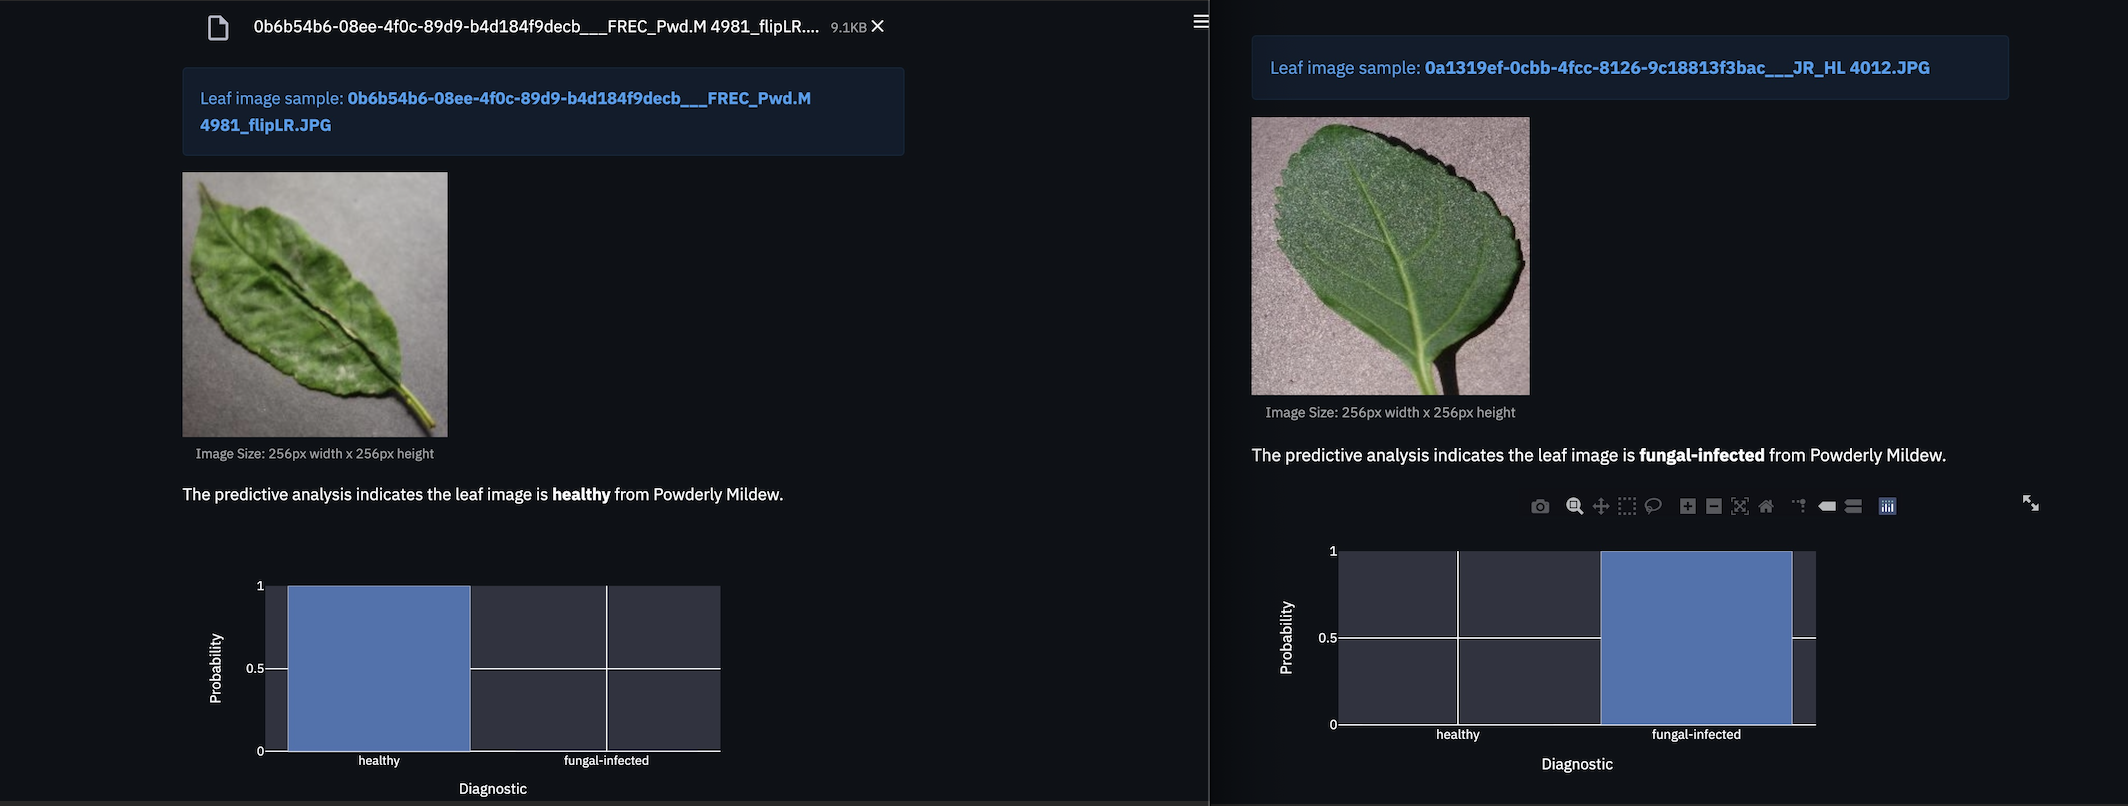 0b6b54b6-08ee-4f0c-89d9-b4d184f9decb___FREC_Pwd.M 4981_flipLR.... 9.1KB
Leaf image sample: 0b6b54b6-08ee-4f0c-89d9-b4d184f9decb___FREC_Pwd.M
4981_flipLR.JPG
Image Size: 256px width x 256px height
The predictive analysis indicates the leaf image is healthy from Powderly Mildew.
1
0.5
0
Probability
healthy fungal-infected
Diagnostic
Leaf image sample: 0a1319ef-0cbb-4fcc-8126-9c18813f3bac___JR_HL 4012.JPG
Image Size: 256px width x 256px height
The predictive analysis indicates the leaf image is fungal-infected from Powderly Mildew.
1
0.5
0
Probability
healthy fungal-infected
Diagnostic